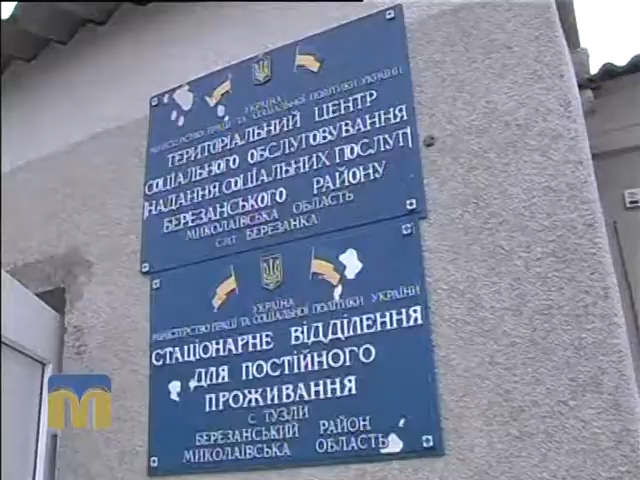 УКРАЇНА
МІНІСТЕРСТВО ПРАЦІ ТА СОЦІАЛЬНОЇ ПОЛІТИКИ УКРАЇНИ
ТЕРИТОРІАЛЬНИЙ ЦЕНТР
СОЦІАЛЬНОГО ОБСЛУГОВУВАННЯ
НАДАННЯ СОЦІАЛЬНИХ ПОСЛУГ
БЕРЕЗАНСЬКОГО РАЙОНУ
МИКОЛАЇВСЬКА ОБЛАСТЬ
СМТ БЕРЕЗАНКА
УКРАЇНА
МІНІСТЕРСТВО ПРАЦІ ТА СОЦІАЛЬНОЇ ПОЛІТИКИ УКРАЇНИ
СТАЦІОНАРНЕ ВІДДІЛЕННЯ
ДЛЯ ПОСТІЙНОГО
ПРОЖИВАННЯ
с. ТУЗЛИ
БЕРЕЗАНСЬКИЙ РАЙОН
МИКОЛАЇВСЬКА ОБЛАСТЬ
М